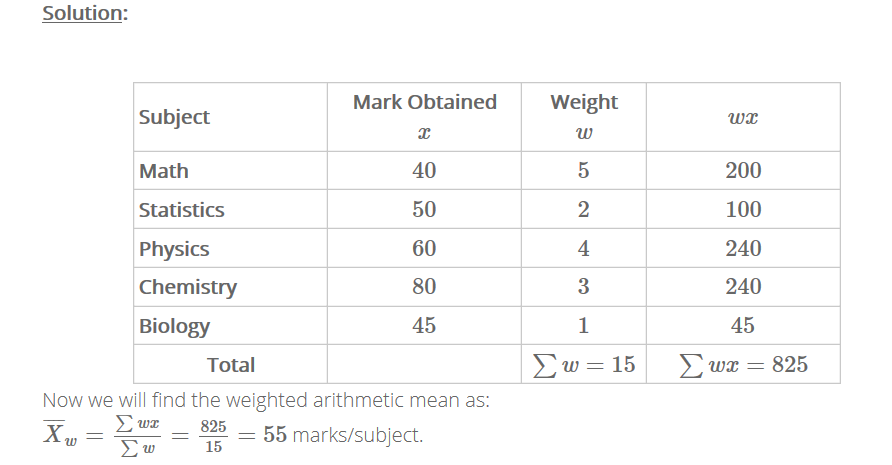 Solution:
Subject Mark Obtained x Weight w wx
Math 40 5 200
Statistics 50 2 100
Physics 60 4 240
Chemistry 80 3 240
Biology 45 1 45
Total ∑ w = 15 ∑ wx = 825
Now we will find the weighted arithmetic mean as:
X̅w = ∑ wx / ∑ w = 825 / 15 = 55 marks/subject.